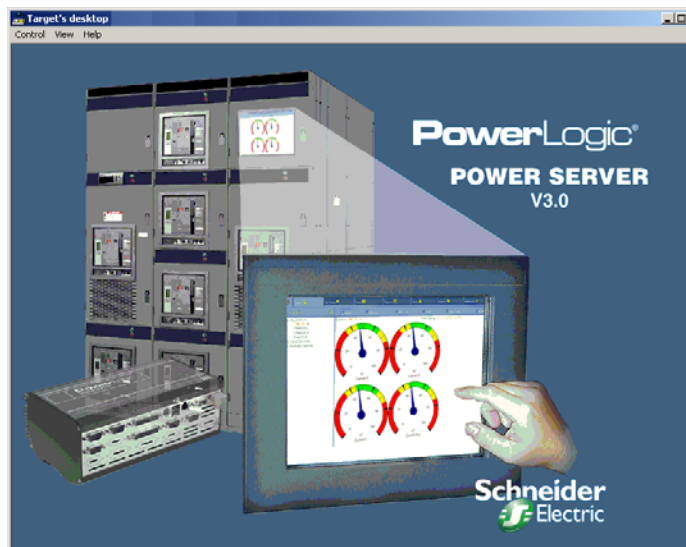 Target's desktop
Control View Help
PowerLogic®
POWER SERVER
V3.0
Schneider
Electric